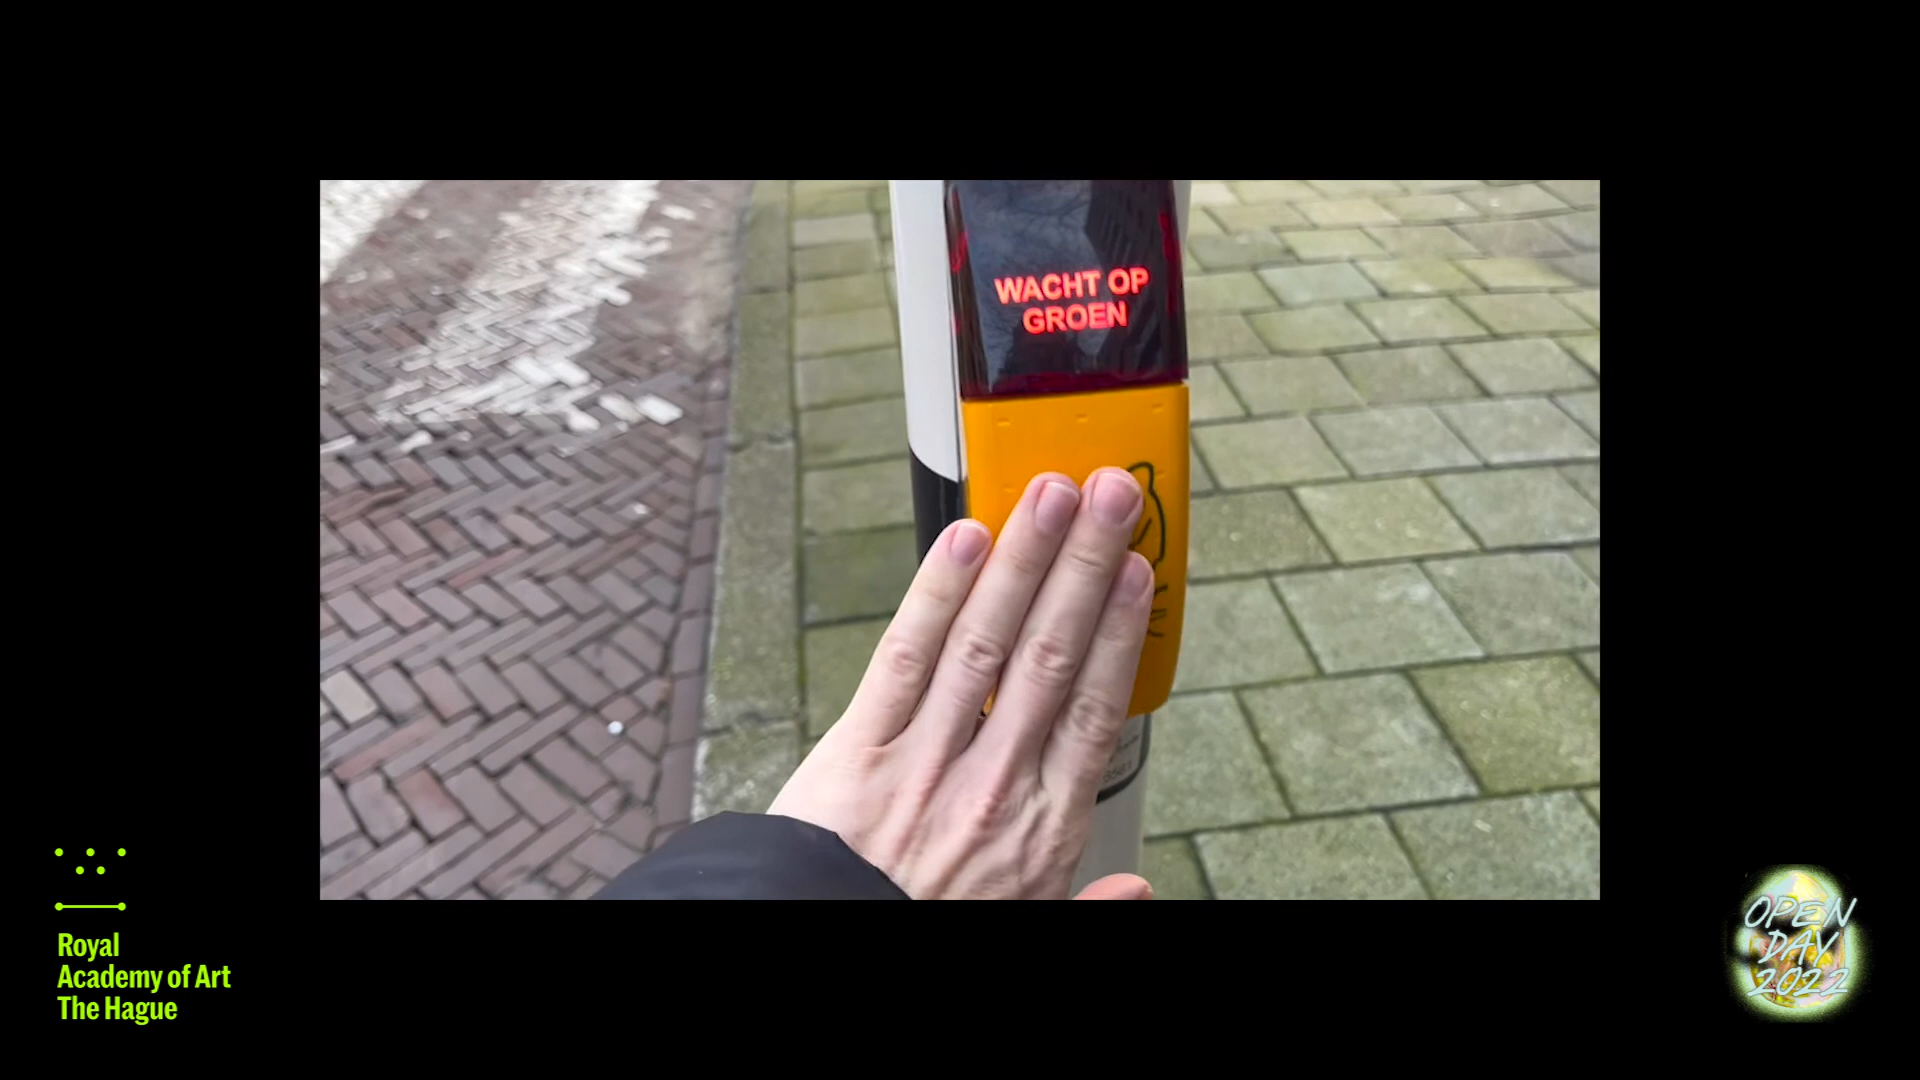 WACHT OP
GROEN
Royal
Academy of Art
The Hague
OPEN
DAY
2022